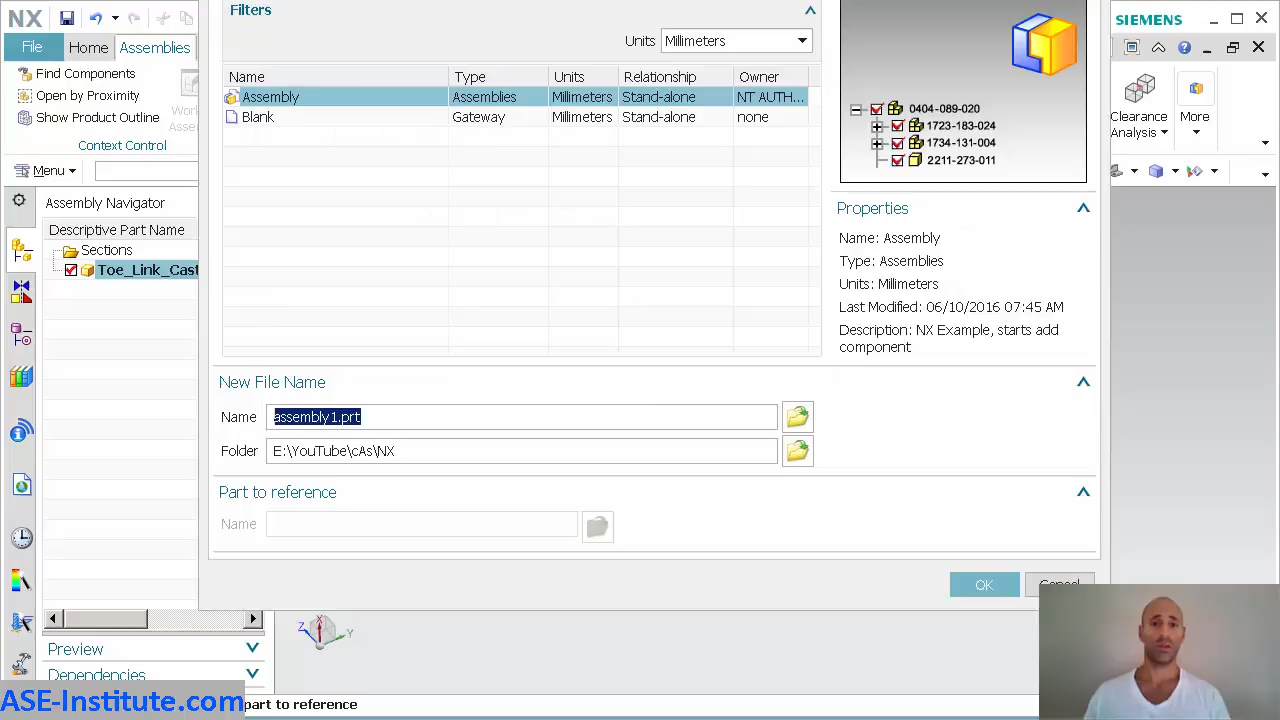 NX
SIEMENS
File
Home
Assemblies
Find Components
Open by Proximity
Show Product Outline
Context Control
Menu
Assembly Navigator
Descriptive Part Name
Sections
Toe_Link_Cast
Preview
Dependencies
ASE-Institute.com
part to reference
Filters
Units Millimeters
Name Type Units Relationship Owner
Assembly Assemblies Millimeters Stand-alone NT AUTH...
Blank Gateway Millimeters Stand-alone none
New File Name
Name assembly1.prt
Folder E:\YouTube\cAs\NX
Part to reference
Name
OK
Cancel
0404-089-020
1723-183-024
1734-131-004
2211-273-011
Properties
Name: Assembly
Type: Assemblies
Units: Millimeters
Last Modified: 06/10/2016 07:45 AM
Description: NX Example, starts add
component
Clearance
Analysis
More
Z
X
Y